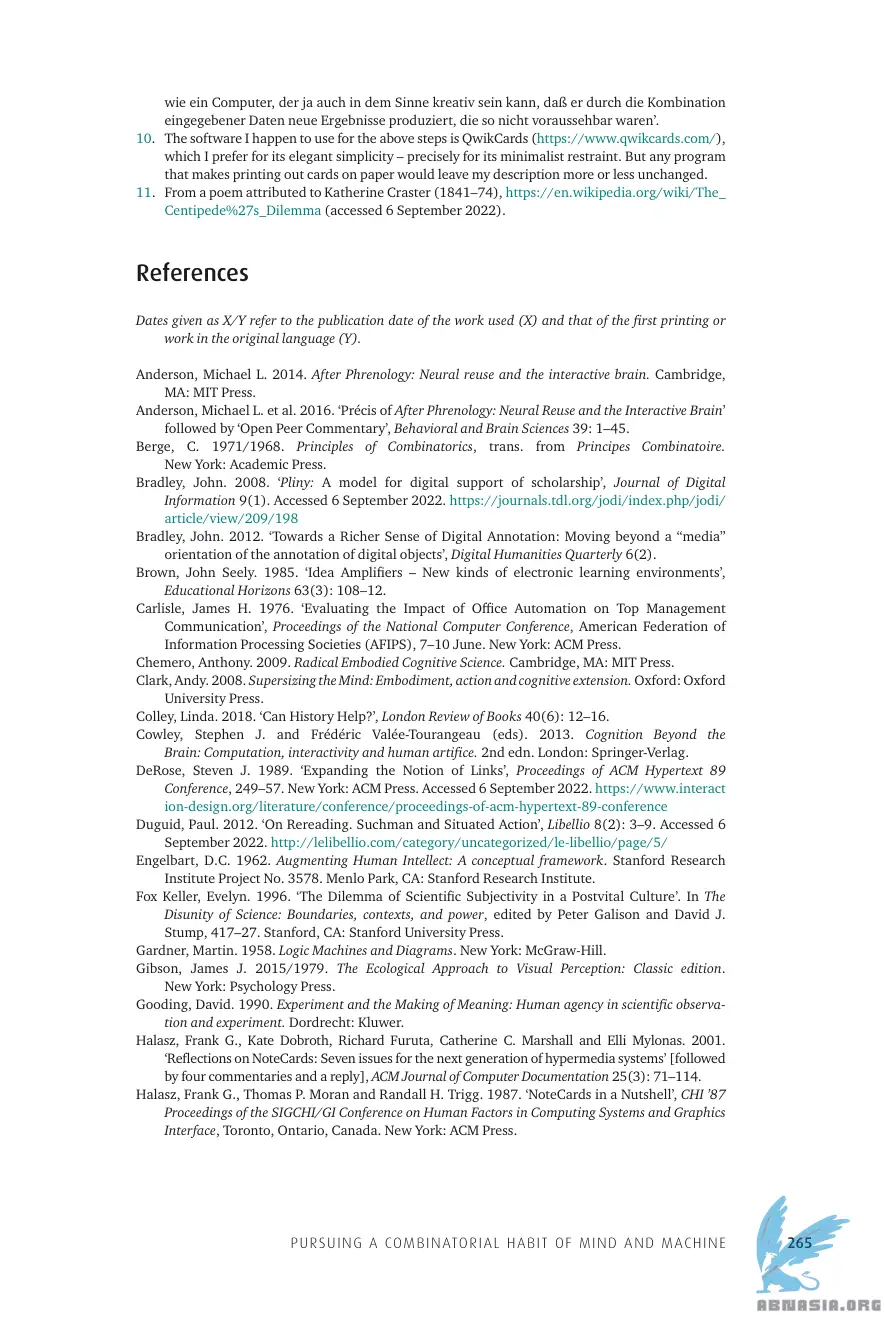 wie ein Computer, der ja auch in dem Sinne kreativ sein kann, daß er durch die Kombination
eingegebener Daten neue Ergebnisse produziert, die so nicht voraussehbar waren’.
10. The software I happen to use for the above steps is QwikCards (https://www.qwikcards.com/),
which I prefer for its elegant simplicity – precisely for its minimalist restraint. But any program
that makes printing out cards on paper would leave my description more or less unchanged.
11. From a poem attributed to Katherine Craster (1841–74), https://en.wikipedia.org/wiki/The_
Centipede%27s_Dilemma (accessed 6 September 2022).
References
Dates given as X/Y refer to the publication date of the work used (X) and that of the first printing or
work in the original language (Y).
Anderson, Michael L. 2014. After Phrenology: Neural reuse and the interactive brain. Cambridge,
MA: MIT Press.
Anderson, Michael L. et al. 2016. ‘Précis of After Phrenology: Neural Reuse and the Interactive Brain’
followed by ‘Open Peer Commentary’, Behavioral and Brain Sciences 39: 1–45.
Berge, C. 1971/1968. Principles of Combinatorics, trans. from Principes Combinatoire.
New York: Academic Press.
Bradley, John. 2008. ‘Pliny: A model for digital support of scholarship’, Journal of Digital
Information 9(1). Accessed 6 September 2022. https://journals.tdl.org/jodi/index.php/jodi/
article/view/209/198
Bradley, John. 2012. ‘Towards a Richer Sense of Digital Annotation: Moving beyond a “media”
orientation of the annotation of digital objects’, Digital Humanities Quarterly 6(2).
Brown, John Seely. 1985. ‘Idea Amplifiers – New kinds of electronic learning environments’,
Educational Horizons 63(3): 108–12.
Carlisle, James H. 1976. ‘Evaluating the Impact of Office Automation on Top Management
Communication’, Proceedings of the National Computer Conference, American Federation of
Information Processing Societies (AFIPS), 7–10 June. New York: ACM Press.
Chemero, Anthony. 2009. Radical Embodied Cognitive Science. Cambridge, MA: MIT Press.
Clark, Andy. 2008. Supersizing the Mind: Embodiment, action and cognitive extension. Oxford: Oxford
University Press.
Colley, Linda. 2018. ‘Can History Help?’, London Review of Books 40(6): 12–16.
Cowley, Stephen J. and Frédéric Valée-Tourangeau (eds). 2013. Cognition Beyond the
Brain: Computation, interactivity and human artifice. 2nd edn. London: Springer-Verlag.
DeRose, Steven J. 1989. ‘Expanding the Notion of Links’, Proceedings of ACM Hypertext 89
Conference, 249–57. New York: ACM Press. Accessed 6 September 2022. https://www.interact
ion-design.org/literature/conference/proceedings-of-acm-hypertext-89-conference
Duguid, Paul. 2012. ‘On Rereading. Suchman and Situated Action’, Libellio 8(2): 3–9. Accessed 6
September 2022. http://lelibellio.com/category/uncategorized/le-libellio/page/5/
Engelbart, D.C. 1962. Augmenting Human Intellect: A conceptual framework. Stanford Research
Institute Project No. 3578. Menlo Park, CA: Stanford Research Institute.
Fox Keller, Evelyn. 1996. ‘The Dilemma of Scientific Subjectivity in a Postvital Culture’. In The
Disunity of Science: Boundaries, contexts, and power, edited by Peter Galison and David J.
Stump, 417–27. Stanford, CA: Stanford University Press.
Gardner, Martin. 1958. Logic Machines and Diagrams. New York: McGraw-Hill.
Gibson, James J. 2015/1979. The Ecological Approach to Visual Perception: Classic edition.
New York: Psychology Press.
Gooding, David. 1990. Experiment and the Making of Meaning: Human agency in scientific observa-
tion and experiment. Dordrecht: Kluwer.
Halasz, Frank G., Kate Dobroth, Richard Furuta, Catherine C. Marshall and Elli Mylonas. 2001.
‘Reflections on NoteCards: Seven issues for the next generation of hypermedia systems’ [followed
by four commentaries and a reply], ACM Journal of Computer Documentation 25(3): 71–114.
Halasz, Frank G., Thomas P. Moran and Randall H. Trigg. 1987. ‘NoteCards in a Nutshell’, CHI ’87
Proceedings of the SIGCHI/GI Conference on Human Factors in Computing Systems and Graphics
Interface, Toronto, Ontario, Canada. New York: ACM Press.
PURSUING A COMBINATORIAL HABIT OF MIND AND MACHINE 265
ABNASIA.ORG